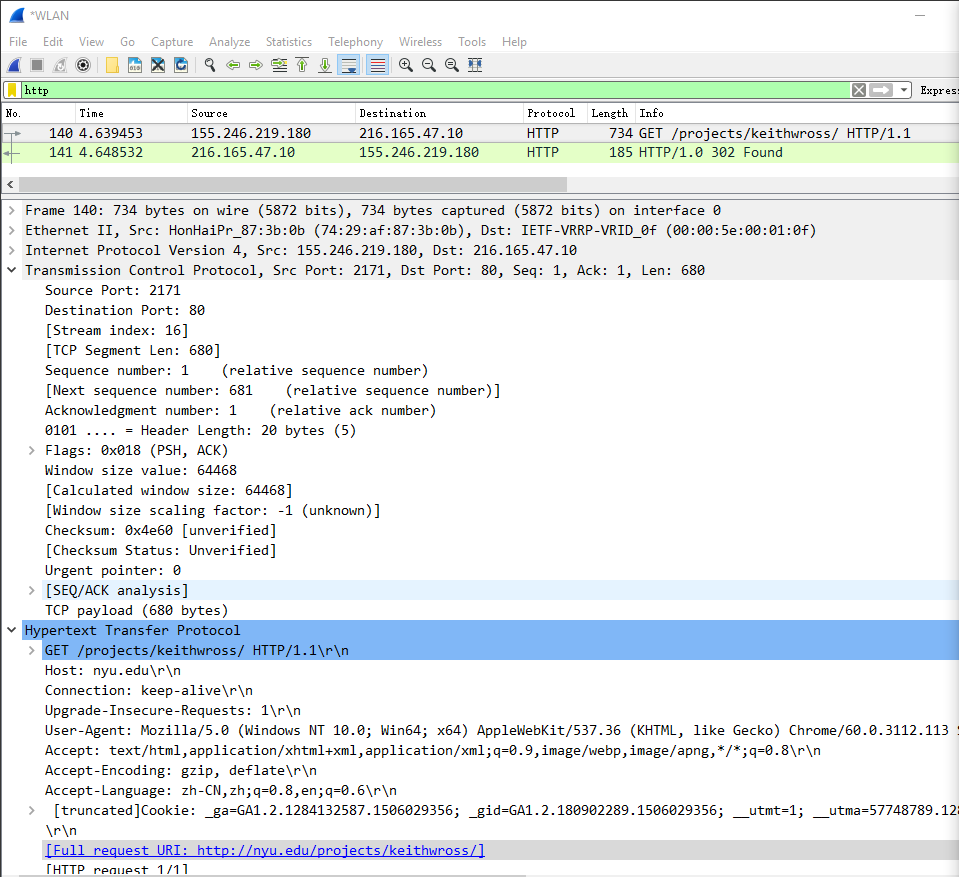 *WLAN
File Edit View Go Capture Analyze Statistics Telephony Wireless Tools Help
http
No. Time Source Destination Protocol Length Info
140 4.639453 155.246.219.180 216.165.47.10 HTTP 734 GET /projects/keithwross/ HTTP/1.1
141 4.648532 216.165.47.10 155.246.219.180 HTTP 185 HTTP/1.0 302 Found
Frame 140: 734 bytes on wire (5872 bits), 734 bytes captured (5872 bits) on interface 0
Ethernet II, Src: HonHaiPr_87:3b:0b (74:29:af:87:3b:0b), Dst: IETF-VRRP-VRID_0f (00:00:5e:00:01:0f)
Internet Protocol Version 4, Src: 155.246.219.180, Dst: 216.165.47.10
Transmission Control Protocol, Src Port: 2171, Dst Port: 80, Seq: 1, Ack: 1, Len: 680
Source Port: 2171
Destination Port: 80
[Stream index: 16]
[TCP Segment Len: 680]
Sequence number: 1    (relative sequence number)
[Next sequence number: 681    (relative sequence number)]
Acknowledgment number: 1    (relative ack number)
0101 .... = Header Length: 20 bytes (5)
Flags: 0x018 (PSH, ACK)
Window size value: 64468
[Calculated window size: 64468]
[Window size scaling factor: -1 (unknown)]
Checksum: 0x4e60 [unverified]
[Checksum Status: Unverified]
Urgent pointer: 0
[SEQ/ACK analysis]
TCP payload (680 bytes)
Hypertext Transfer Protocol
GET /projects/keithwross/ HTTP/1.1\r\n
Host: nyu.edu\r\n
Connection: keep-alive\r\n
Upgrade-Insecure-Requests: 1\r\n
User-Agent: Mozilla/5.0 (Windows NT 10.0; Win64; x64) AppleWebKit/537.36 (KHTML, like Gecko) Chrome/60.0.3112.113
Accept: text/html,application/xhtml+xml,application/xml;q=0.9,image/webp,image/apng,*/*;q=0.8\r\n
Accept-Encoding: gzip, deflate\r\n
Accept-Language: zh-CN,zh;q=0.8,en;q=0.6\r\n
[truncated]Cookie: _ga=GA1.2.1284132587.1506029356; _gid=GA1.2.180902289.1506029356; __utmt=1; __utma=57748789.128
\r\n
[Full request URI: http://nyu.edu/projects/keithwross/]
[HTTP request 1/1]